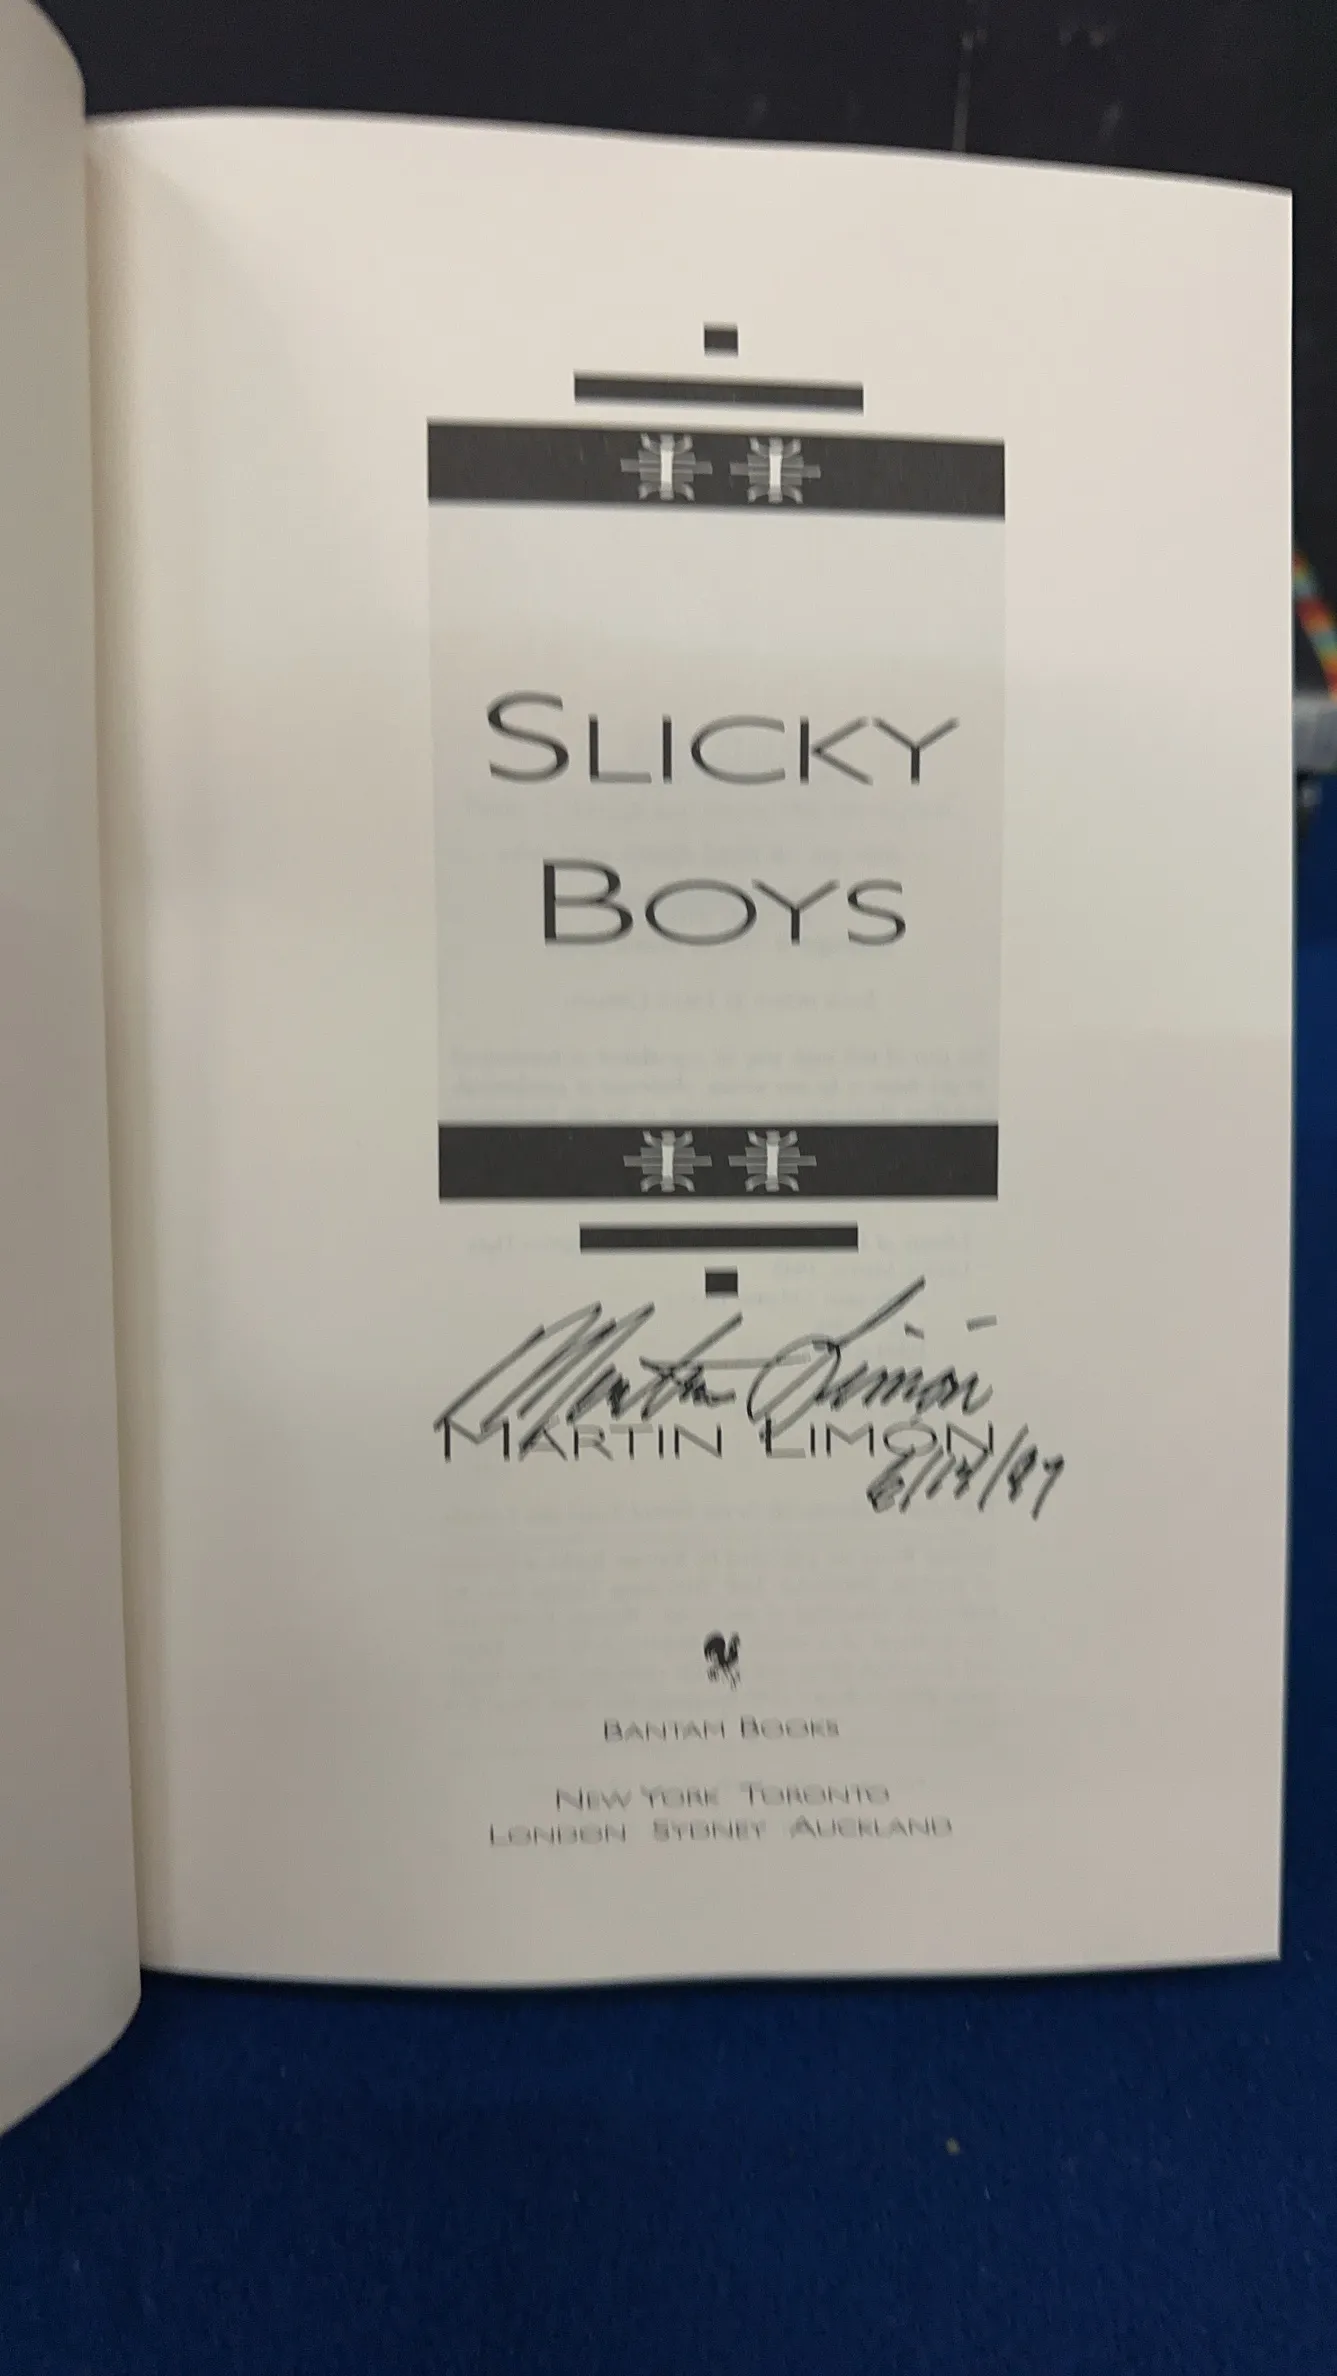 SLICKY
BOYS
Martin Limón
MARTIN LIMÓN
BANTAM BOOKS
NEW YORK TORONTO
LONDON SYDNEY AUCKLAND